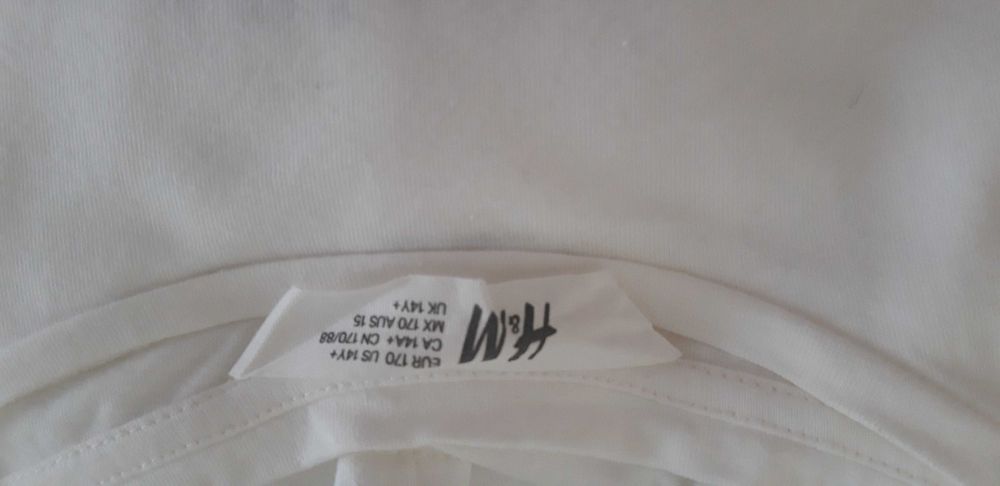 H&M
EUR 170 US 14Y+
CA 14A+ CN 170/88
MX 170 AUS 15
UK 14Y+